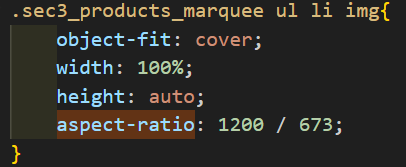 .sec3_products_marquee ul li img{
object-fit: cover;
width: 100%;
height: auto;
aspect-ratio: 1200 / 673;
}